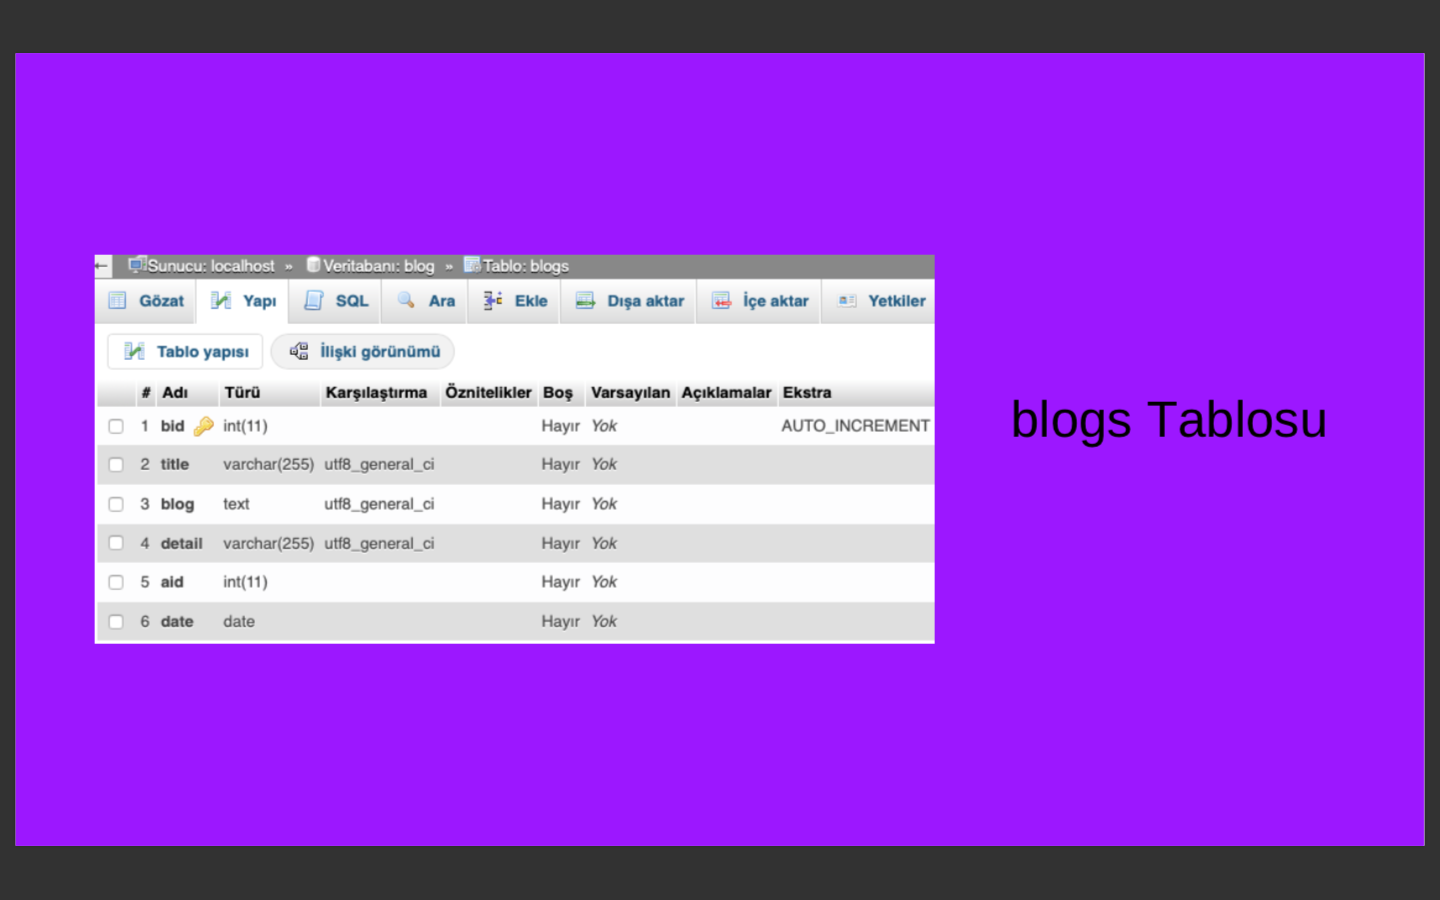 Sunucu: localhost » Veritabanı: blog » Tablo: blogs
Gözat Yapı SQL Ara Ekle Dışa aktar İçe aktar Yetkiler
Tablo yapısı İlişki görünümü
# Adı Türü Karşılaştırma Öznitelikler Boş Varsayılan Açıklamalar Ekstra
1 bid int(11) Hayır Yok AUTO_INCREMENT
2 title varchar(255) utf8_general_ci Hayır Yok
3 blog text utf8_general_ci Hayır Yok
4 detail varchar(255) utf8_general_ci Hayır Yok
5 aid int(11) Hayır Yok
6 date date Hayır Yok
blogs Tablosu